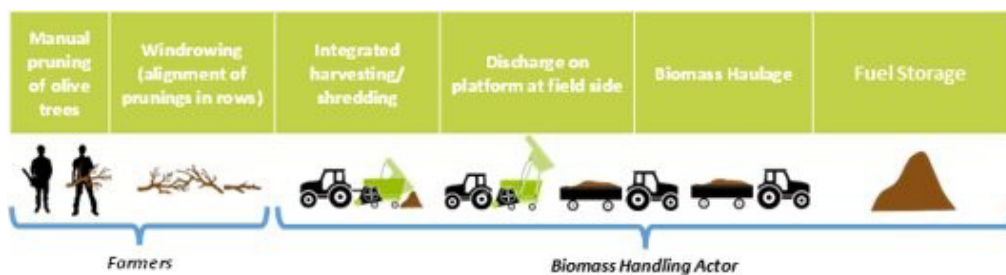 Manual
pruning
of olive
trees
Windrowing
(alignment of
prunings in rows)
Integrated
harvesting/
shredding
Discharge on
platform at field side
Biomass Haulage
Fuel Storage
Farmers
Biomass Handling Actor